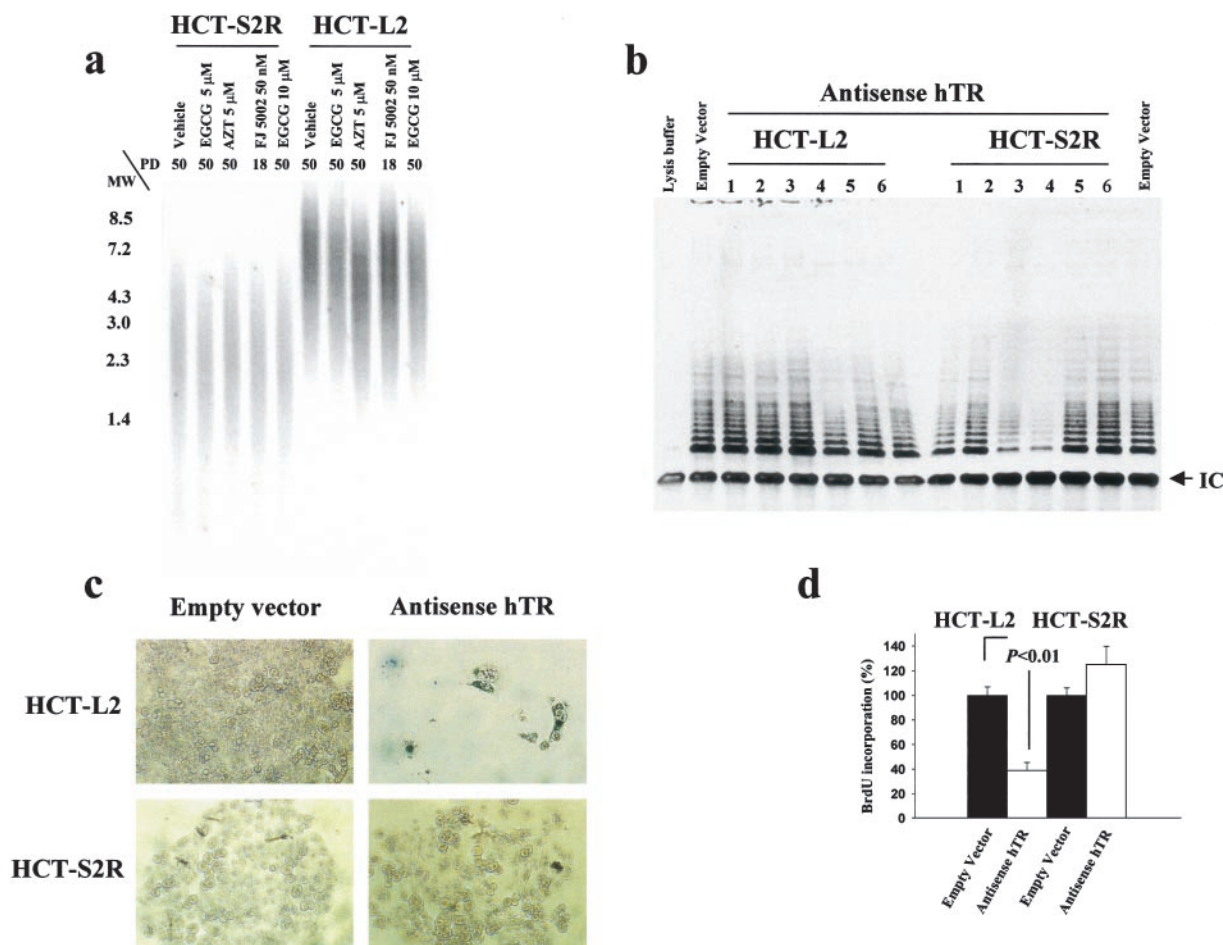 a
HCT-S2R HCT-L2
Vehicle EGCG 5 μM AZT 5 μM FJ 5002 50 nM EGCG 10 μM Vehicle EGCG 5 μM AZT 5 μM FJ 5002 50 nM EGCG 10 μM
PD 50 50 50 18 50 50 50 50 18 50
MW
8.5
7.2
4.3
3.0
2.3
1.4
b
Antisense hTR
HCT-L2 HCT-S2R
Lysis buffer Empty Vector 1 2 3 4 5 6 1 2 3 4 5 6 Empty Vector
IC
c
Empty vector Antisense hTR
HCT-L2
HCT-S2R
d
HCT-L2 HCT-S2R
P<0.01
BrdU incorporation (%)
140
120
100
80
60
40
20
0
Empty Vector Antisense hTR Empty Vector Antisense hTR